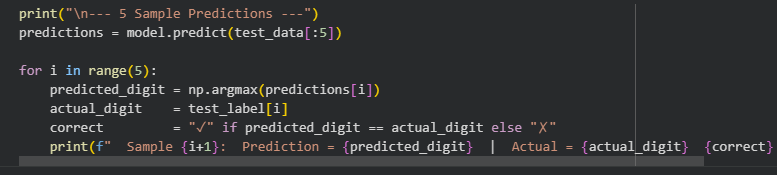 print("\n--- 5 Sample Predictions ---")
predictions = model.predict(test_data[:5])
for i in range(5):
    predicted_digit = np.argmax(predictions[i])
    actual_digit    = test_label[i]
    correct         = "✓" if predicted_digit == actual_digit else "✗"
    print(f"  Sample {i+1}:  Prediction = {predicted_digit}  |  Actual = {actual_digit}  {correct}